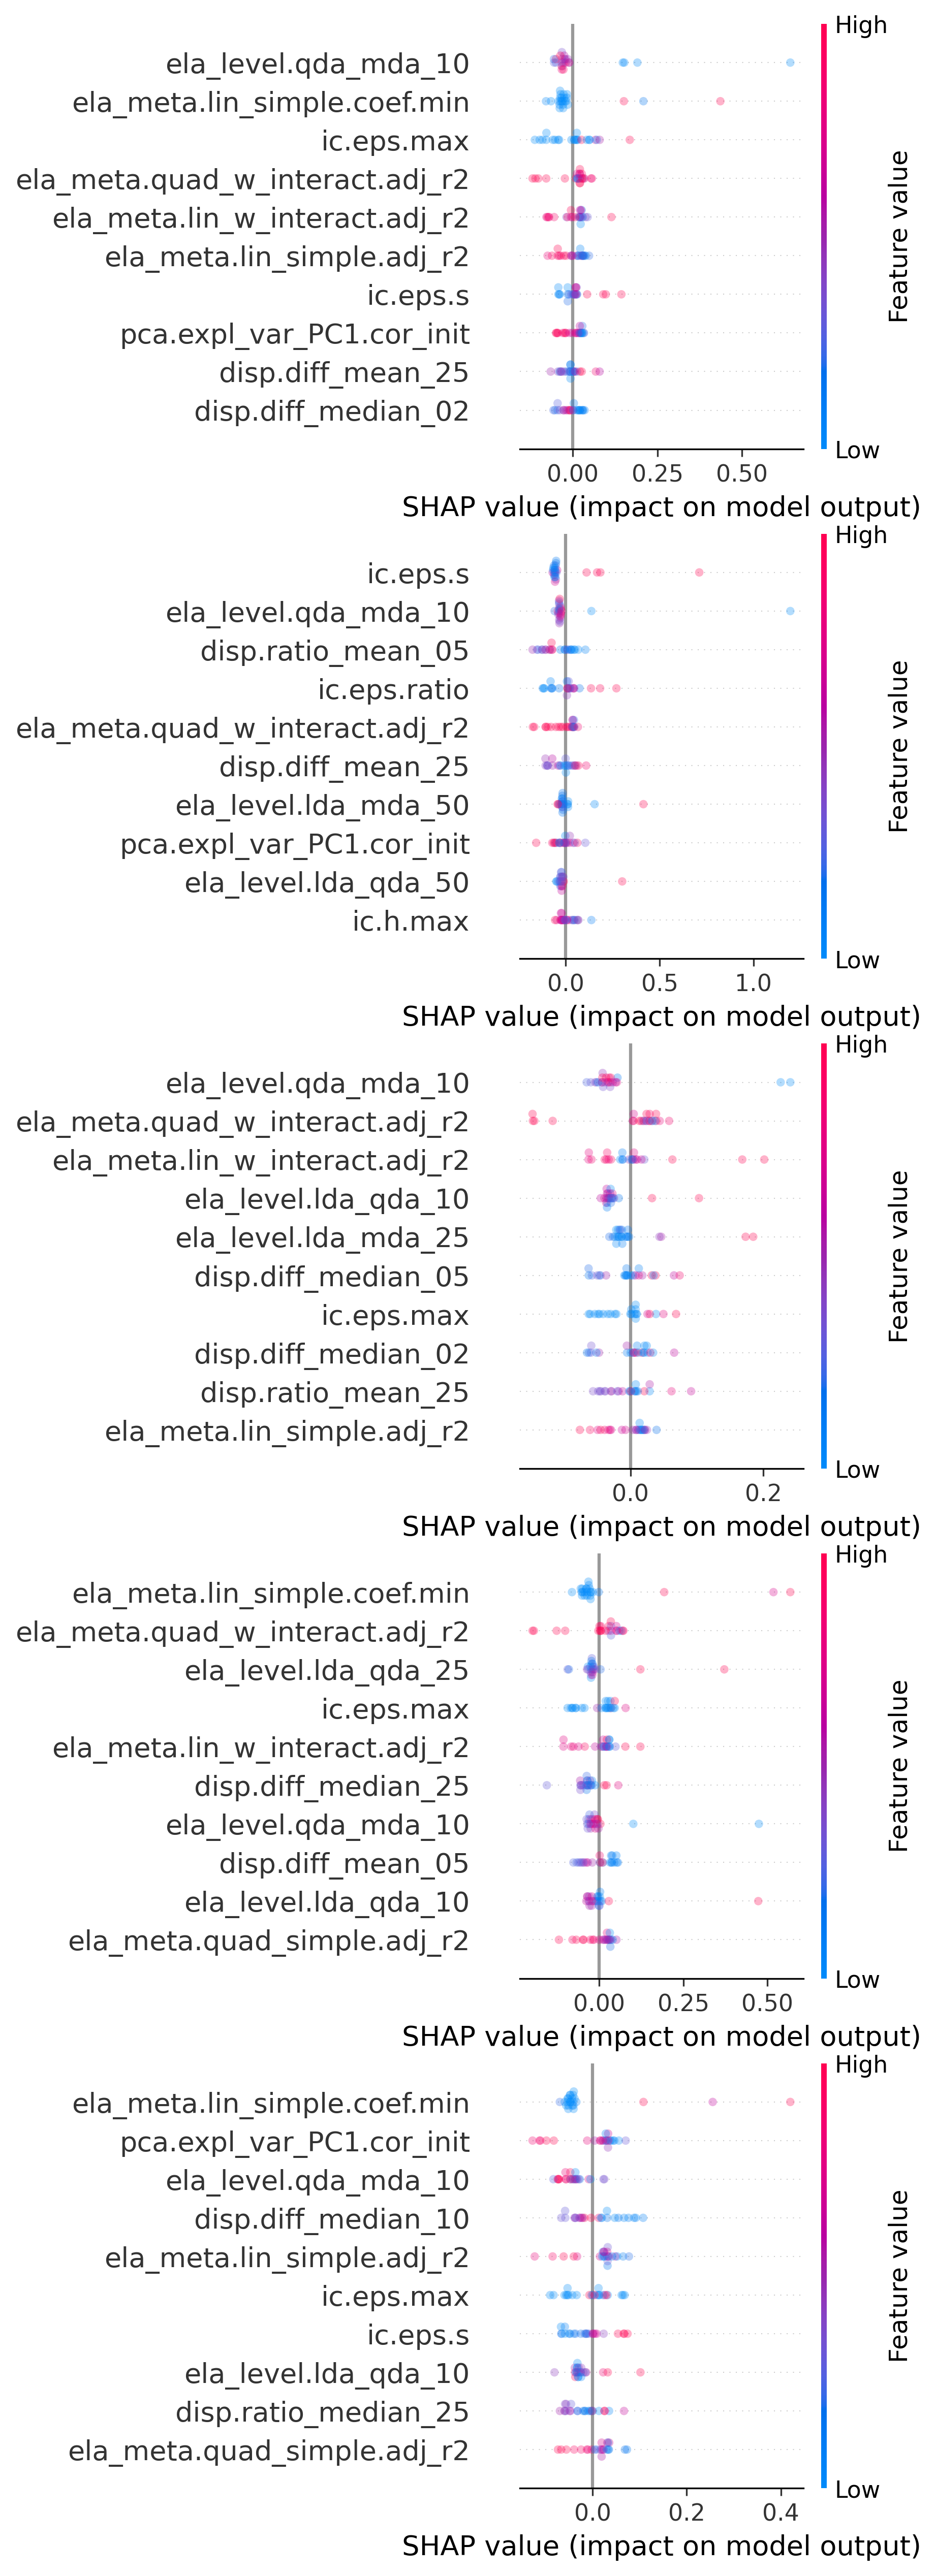 High
ela_level.qda_mda_10
ela_meta.lin_simple.coef.min
ic.eps.max
ela_meta.quad_w_interact.adj_r2
ela_meta.lin_w_interact.adj_r2
ela_meta.lin_simple.adj_r2
ic.eps.s
pca.expl_var_PC1.cor_init
disp.diff_mean_25
disp.diff_median_02
Feature value
Low
0.00 0.25 0.50
SHAP value (impact on model output)
High
ic.eps.s
ela_level.qda_mda_10
disp.ratio_mean_05
ic.eps.ratio
ela_meta.quad_w_interact.adj_r2
disp.diff_mean_25
ela_level.lda_mda_50
pca.expl_var_PC1.cor_init
ela_level.lda_qda_50
ic.h.max
Feature value
Low
0.0 0.5 1.0
SHAP value (impact on model output)
High
ela_level.qda_mda_10
ela_meta.quad_w_interact.adj_r2
ela_meta.lin_w_interact.adj_r2
ela_level.lda_qda_10
ela_level.lda_mda_25
disp.diff_median_05
ic.eps.max
disp.diff_median_02
disp.ratio_mean_25
ela_meta.lin_simple.adj_r2
Feature value
Low
0.0 0.2
SHAP value (impact on model output)
High
ela_meta.lin_simple.coef.min
ela_meta.quad_w_interact.adj_r2
ela_level.lda_qda_25
ic.eps.max
ela_meta.lin_w_interact.adj_r2
disp.diff_median_25
ela_level.qda_mda_10
disp.diff_mean_05
ela_level.lda_qda_10
ela_meta.quad_simple.adj_r2
Feature value
Low
0.00 0.25 0.50
SHAP value (impact on model output)
High
ela_meta.lin_simple.coef.min
pca.expl_var_PC1.cor_init
ela_level.qda_mda_10
disp.diff_median_10
ela_meta.lin_simple.adj_r2
ic.eps.max
ic.eps.s
ela_level.lda_qda_10
disp.ratio_median_25
ela_meta.quad_simple.adj_r2
Feature value
Low
0.0 0.2 0.4
SHAP value (impact on model output)